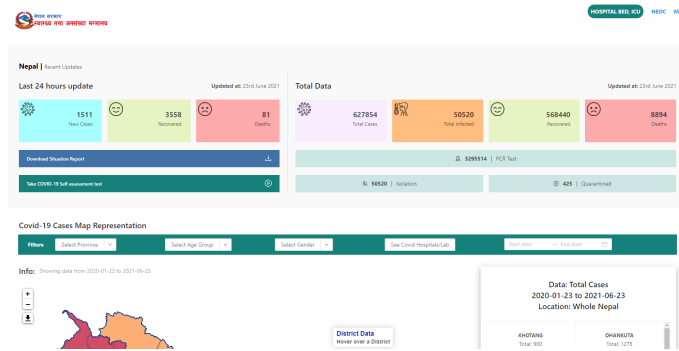 नेपाल सरकार
स्वास्थ्य तथा जनसंख्या मन्त्रालय
HOSPITAL BED, ICU HEOC M
Nepal | Recent Updates
Last 24 hours update Updated at: 23rd June 2021
Total Data Updated at: 23rd June 2021
1511
New Cases
3558
Recovered
81
Deaths
627854
Total Cases
50520
Total Infected
568440
Recovered
8894
Deaths
Download Situation Report
3295514 | PCR Test
Take COVID-19 Self assessment test
50520 | Isolation
425 | Quarantined
Covid-19 Cases Map Representation
Filters Select Province Select Age Group Select Gender See Covid Hospitals/Lab Start date → End date
Info: Showing data from 2020-01-23 to 2021-06-23
+
−
District Data
Hover over a District
Data: Total Cases
2020-01-23 to 2021-06-23
Location: Whole Nepal
KHOTANG
Total: 900
DHANKUTA
Total: 1278